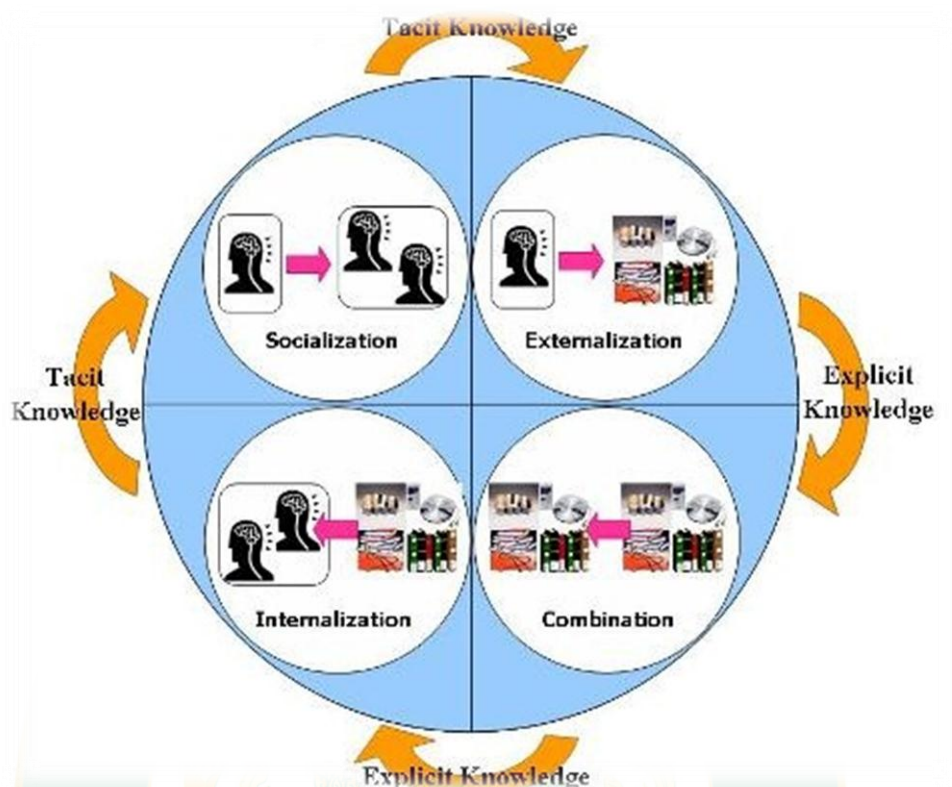 Tacit Knowledge
Socialization
Externalization
Tacit
Knowledge
Explicit
Knowledge
Internalization
Combination
Explicit Knowledge